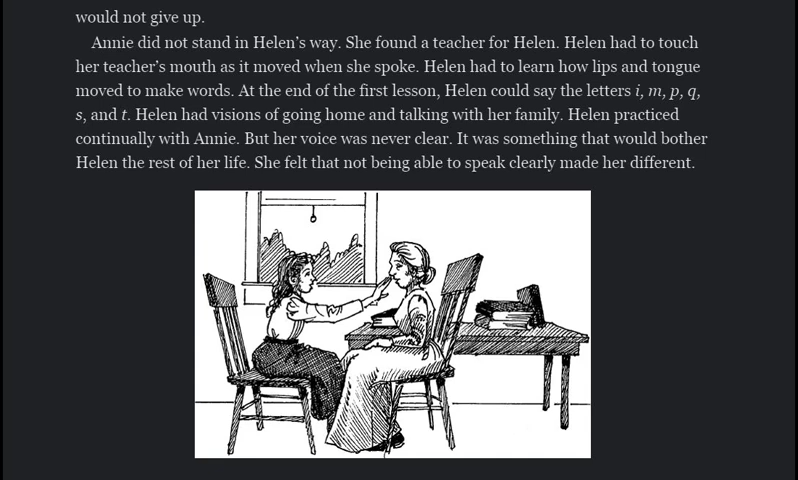 would not give up.
Annie did not stand in Helen’s way. She found a teacher for Helen. Helen had to touch
her teacher’s mouth as it moved when she spoke. Helen had to learn how lips and tongue
moved to make words. At the end of the first lesson, Helen could say the letters i, m, p, q,
s, and t. Helen had visions of going home and talking with her family. Helen practiced
continually with Annie. But her voice was never clear. It was something that would bother
Helen the rest of her life. She felt that not being able to speak clearly made her different.